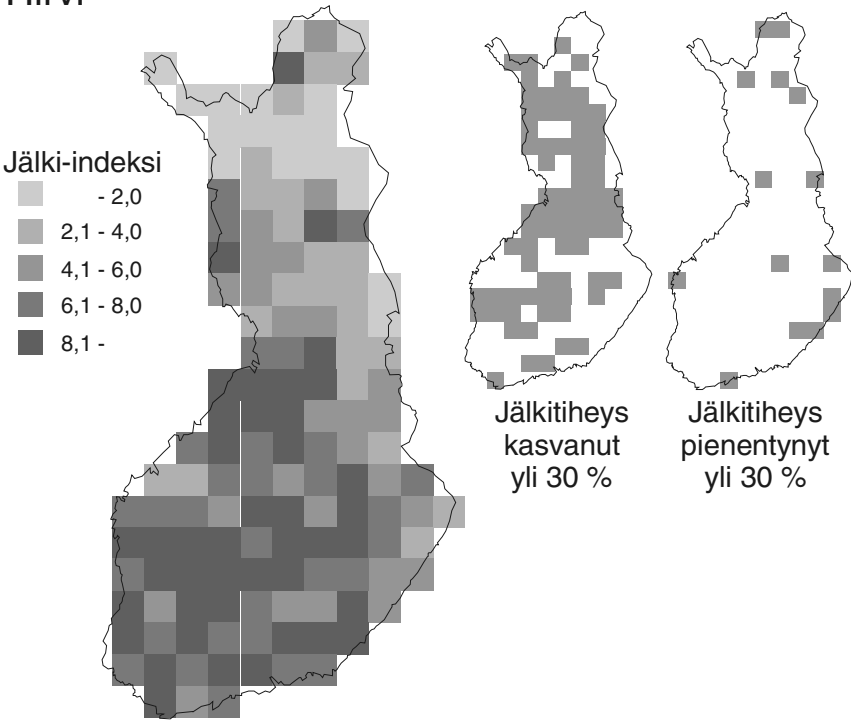 Hirvi
Jälki-indeksi
- 2,0
2,1 - 4,0
4,1 - 6,0
6,1 - 8,0
8,1 -
Jälkitiheys
kasvanut
yli 30 %
Jälkitiheys
pienentynyt
yli 30 %